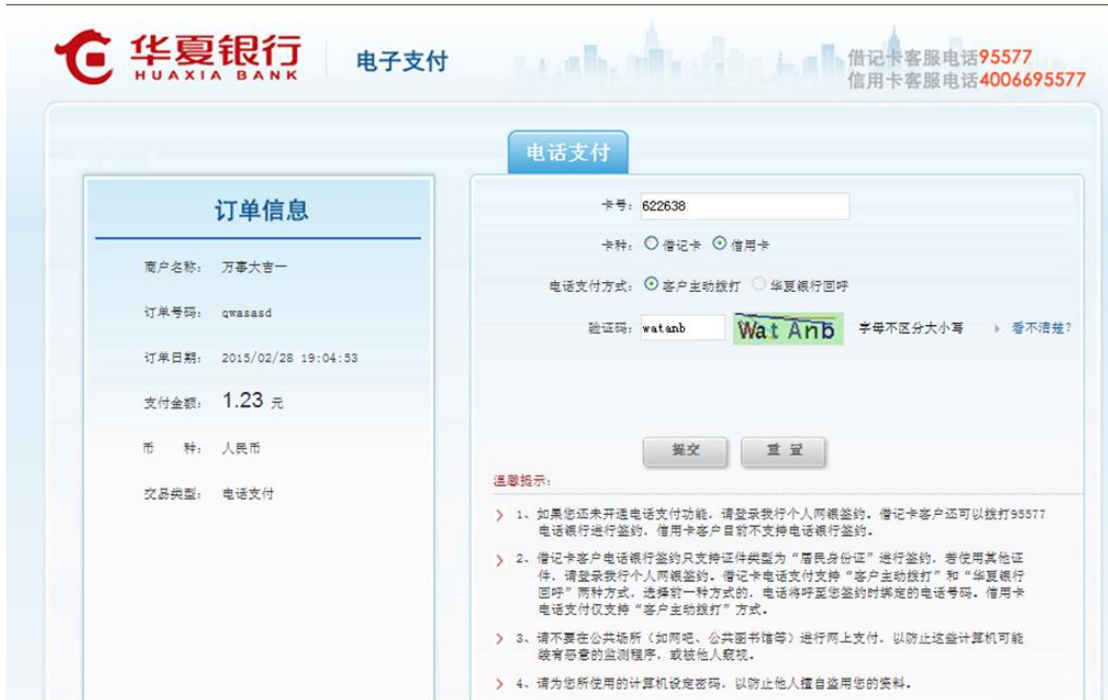 华夏银行
HUAXIA BANK
电子支付
借记卡客服电话95577
信用卡客服电话4006695577
电话支付
订单信息
商户名称: 万事大吉一
订单号码: qwasasd
订单日期: 2015/02/28 19:04:53
支付金额: 1.23 元
币 种: 人民币
交易类型: 电话支付
卡号: 622638
卡种: 借记卡 信用卡
电话支付方式: 客户主动拨打 华夏银行回呼
验证码: watanb Wat Anb 字母不区分大小写 看不清楚?
提交 重置
温馨提示:
1、如果您还未开通电话支付功能，请登录我行个人网银签约。借记卡客户还可以拨打95577
电话银行进行签约，信用卡客户目前不支持电话银行签约。
2、借记卡客户电话银行签约只支持证件类型为“居民身份证”进行签约，若使用其他证
件，请登录我行个人网银签约。借记卡电话支付支持“客户主动拨打”和“华夏银行
回呼”两种方式，选择前一种方式的，电话将呼至您签约时绑定的电话号码。信用卡
电话支付仅支持“客户主动拨打”方式。
3、请不要在公共场所（如网吧、公共图书馆等）进行网上支付，以防止这些计算机可能
装有恶意的监测程序，或被他人窥视。
4、请为您所使用的计算机设定密码，以防止他人擅自盗用您的资料。